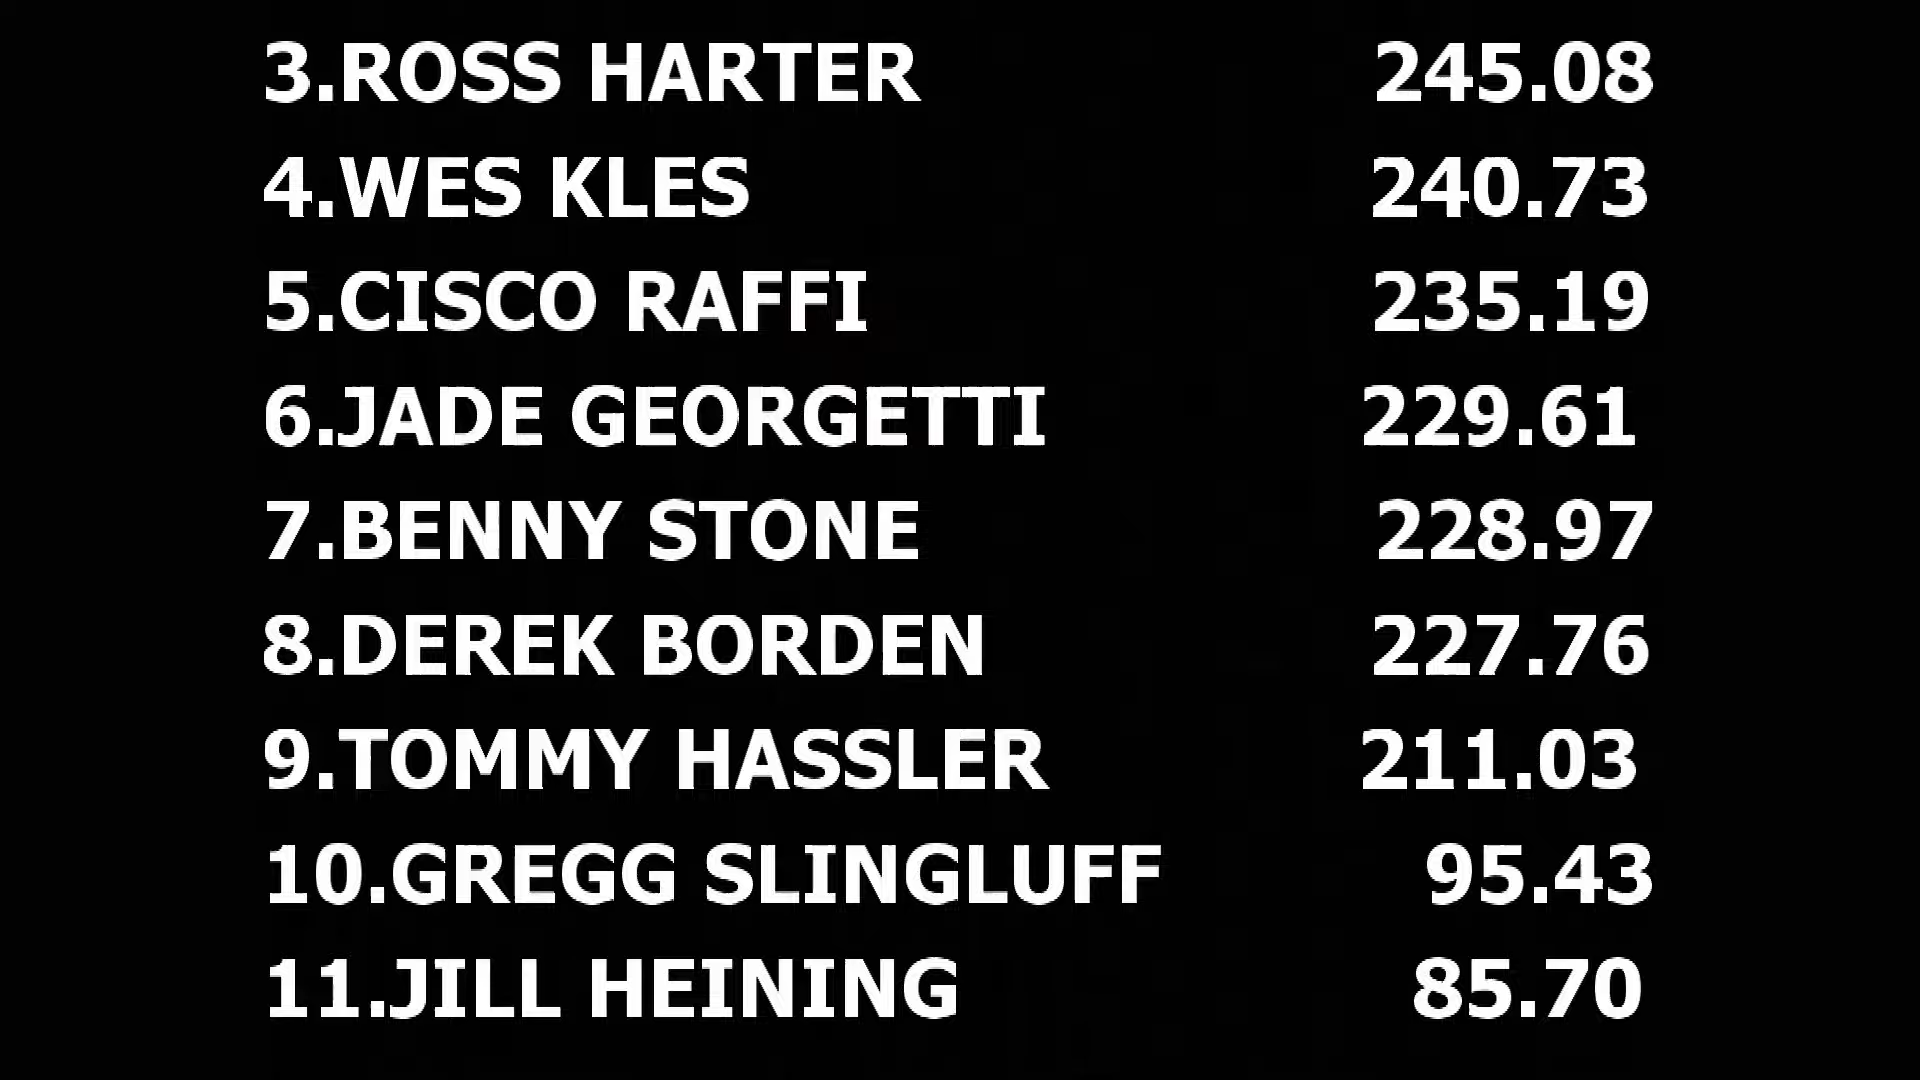 3.ROSS HARTER 245.08
4.WES KLES 240.73
5.CISCO RAFFI 235.19
6.JADE GEORGETTI 229.61
7.BENNY STONE 228.97
8.DEREK BORDEN 227.76
9.TOMMY HASSLER 211.03
10.GREGG SLINGLUFF 95.43
11.JILL HEINING 85.70